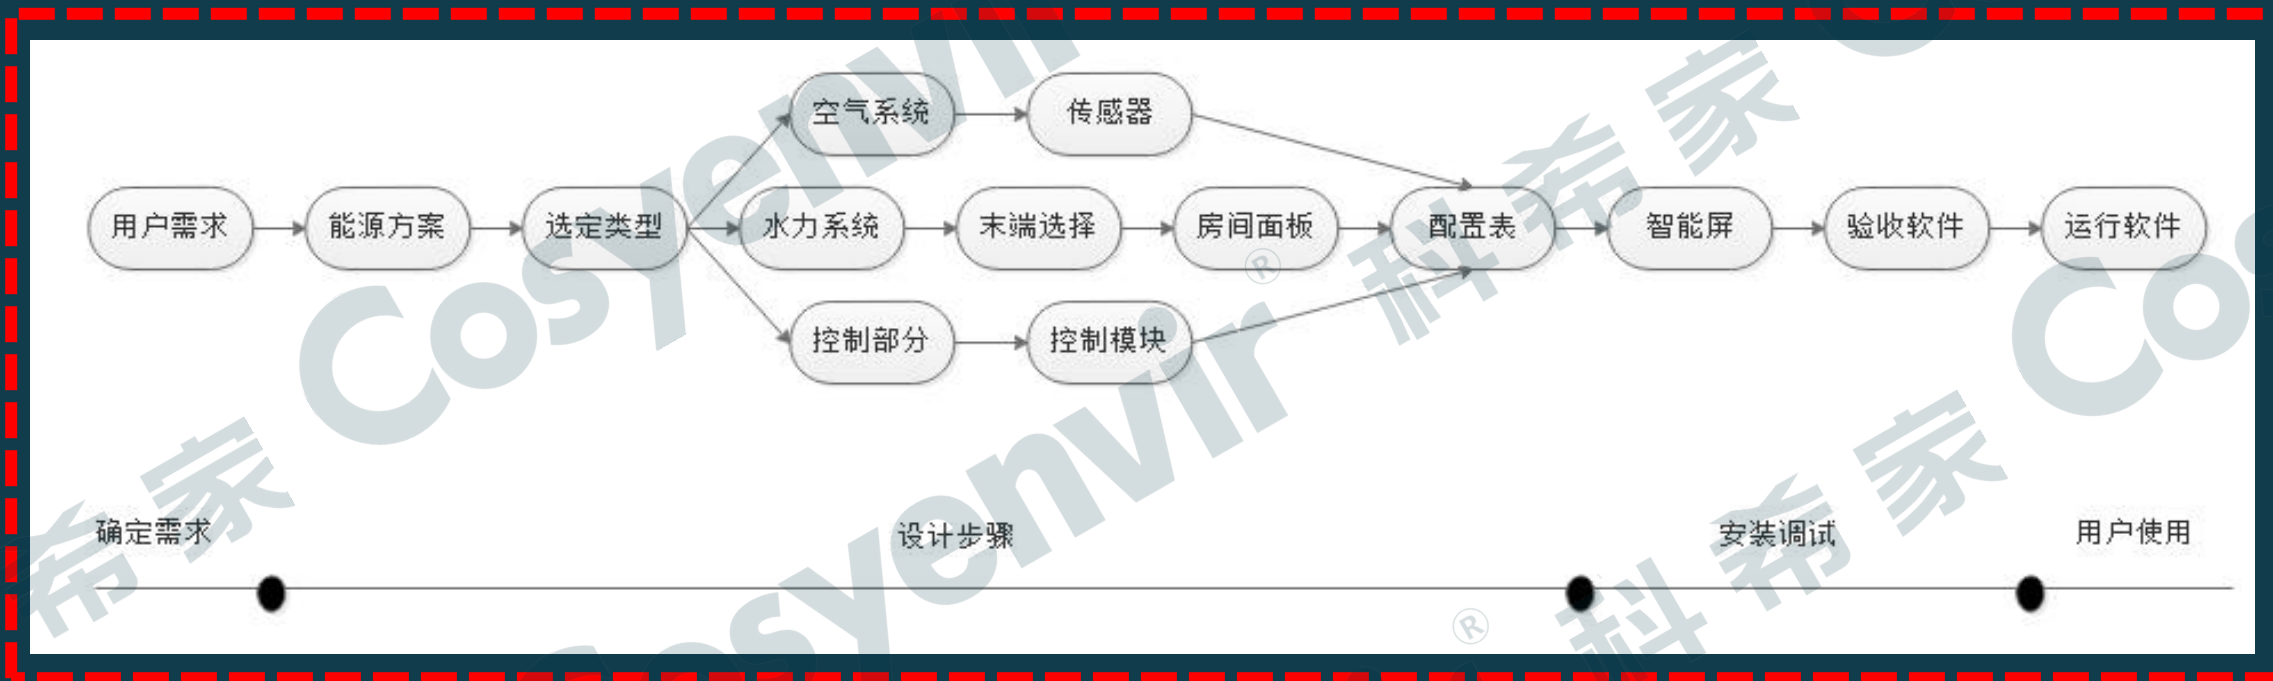 空气系统
传感器
用户需求
能源方案
选定类型
水力系统
末端选择
房间面板
配置表
智能屏
验收软件
运行软件
控制部分
控制模块
确定需求
设计步骤
安装调试
用户使用
科希家 Cosyenvir®